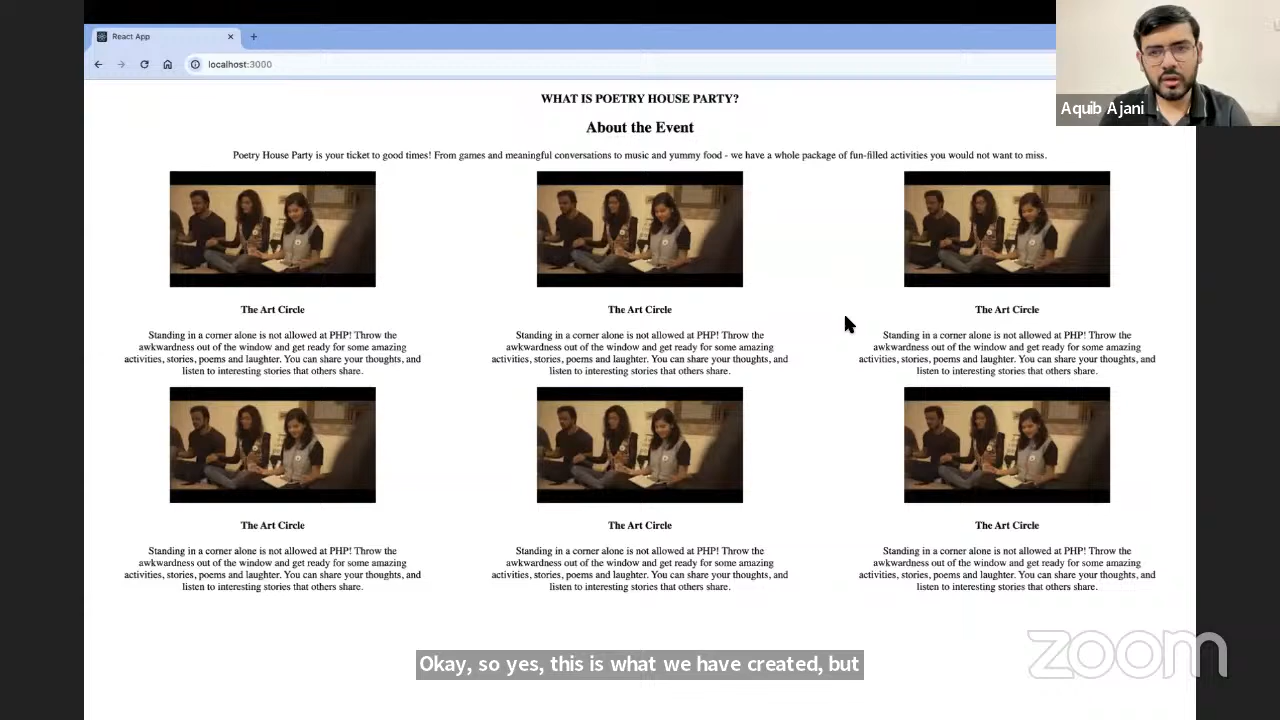 React App
localhost:3000
Aquib Ajani
WHAT IS POETRY HOUSE PARTY?
About the Event
Poetry House Party is your ticket to good times! From games and meaningful conversations to music and yummy food - we have a whole package of fun-filled activities you would not want to miss.
The Art Circle
Standing in a corner alone is not allowed at PHP! Throw the
awkwardness out of the window and get ready for some amazing
activities, stories, poems and laughter. You can share your thoughts, and
listen to interesting stories that others share.
The Art Circle
Standing in a corner alone is not allowed at PHP! Throw the
awkwardness out of the window and get ready for some amazing
activities, stories, poems and laughter. You can share your thoughts, and
listen to interesting stories that others share.
The Art Circle
Standing in a corner alone is not allowed at PHP! Throw the
awkwardness out of the window and get ready for some amazing
activities, stories, poems and laughter. You can share your thoughts, and
listen to interesting stories that others share.
The Art Circle
Standing in a corner alone is not allowed at PHP! Throw the
awkwardness out of the window and get ready for some amazing
activities, stories, poems and laughter. You can share your thoughts, and
listen to interesting stories that others share.
The Art Circle
Standing in a corner alone is not allowed at PHP! Throw the
awkwardness out of the window and get ready for some amazing
activities, stories, poems and laughter. You can share your thoughts, and
listen to interesting stories that others share.
The Art Circle
Standing in a corner alone is not allowed at PHP! Throw the
awkwardness out of the window and get ready for some amazing
activities, stories, poems and laughter. You can share your thoughts, and
listen to interesting stories that others share.
zoom
Okay, so yes, this is what we have created, but